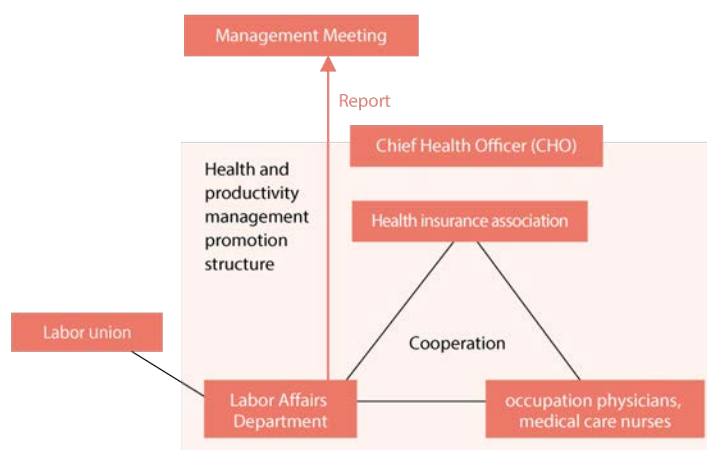 Management Meeting
Report
Chief Health Officer (CHO)
Health and
productivity
management
promotion
structure
Health insurance association
Labor union
Cooperation
Labor Affairs
Department
occupation physicians,
medical care nurses